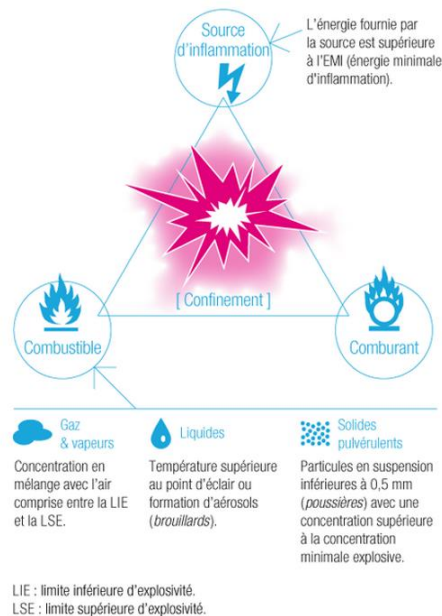 Source
d'inflammation
L'énergie fournie par
la source est supérieure
à l'EMI (énergie minimale
d'inflammation).
[ Confinement ]
Combustible
Comburant
Gaz
& vapeurs
Concentration en
mélange avec l'air
comprise entre la LIE
et la LSE.
Liquides
Température supérieure
au point d'éclair ou
formation d'aérosols
(brouillards).
Solides
pulvérulents
Particules en suspension
inférieures à 0,5 mm
(poussières) avec une
concentration supérieure
à la concentration
minimale explosive.
LIE : limite inférieure d'explosivité.
LSE : limite supérieure d'explosivité.